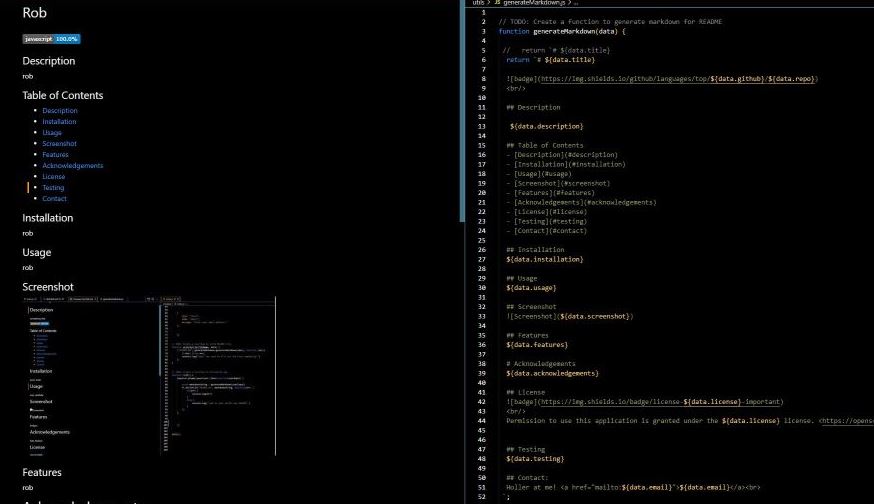 Rob
javascript 100.0%
Description
rob
Table of Contents
Description
Installation
Usage
Screenshot
Features
Acknowledgements
License
Testing
Contact
Installation
rob
Usage
rob
Screenshot
Description
Table of Contents
Installation
Usage
Screenshot
Features
Acknowledgements
License
Features
rob
utils > JS generateMarkdown.js > ...
1
2 // TODO: Create a function to generate markdown for README
3 function generateMarkdown(data) {
4
5 // return `# ${data.title}
6 return `# ${data.title}
7
8 ![badge](https://img.shields.io/github/languages/top/${data.github}/${data.repo})
9 <br/>
10
11 ## Description
12
13 ${data.description}
14
15 ## Table of Contents
16 - [Description](#description)
17 - [Installation](#installation)
18 - [Usage](#usage)
19 - [Screenshot](#screenshot)
20 - [Features](#features)
21 - [Acknowledgements](#acknowledgements)
22 - [License](#license)
23 - [Testing](#testing)
24 - [Contact](#contact)
25
26 ## Installation
27 ${data.installation}
28
29 ## Usage
30 ${data.usage}
31
32 ## Screenshot
33 ![Screenshot](${data.screenshot})
34
35 ## Features
36 ${data.features}
37
38 # Acknowledgements
39 ${data.acknowledgements}
40
41 ## License
42 ![badge](https://img.shields.io/badge/license-${data.license}-important)
43 <br/>
44 Permission to use this application is granted under the ${data.license} license. <https://opens
45
46
47 ## Testing
48 ${data.testing}
49
50 ## Contact:
51 Holler at me! <a href="mailto:${data.email}">${data.email}</a><br>
52 `;